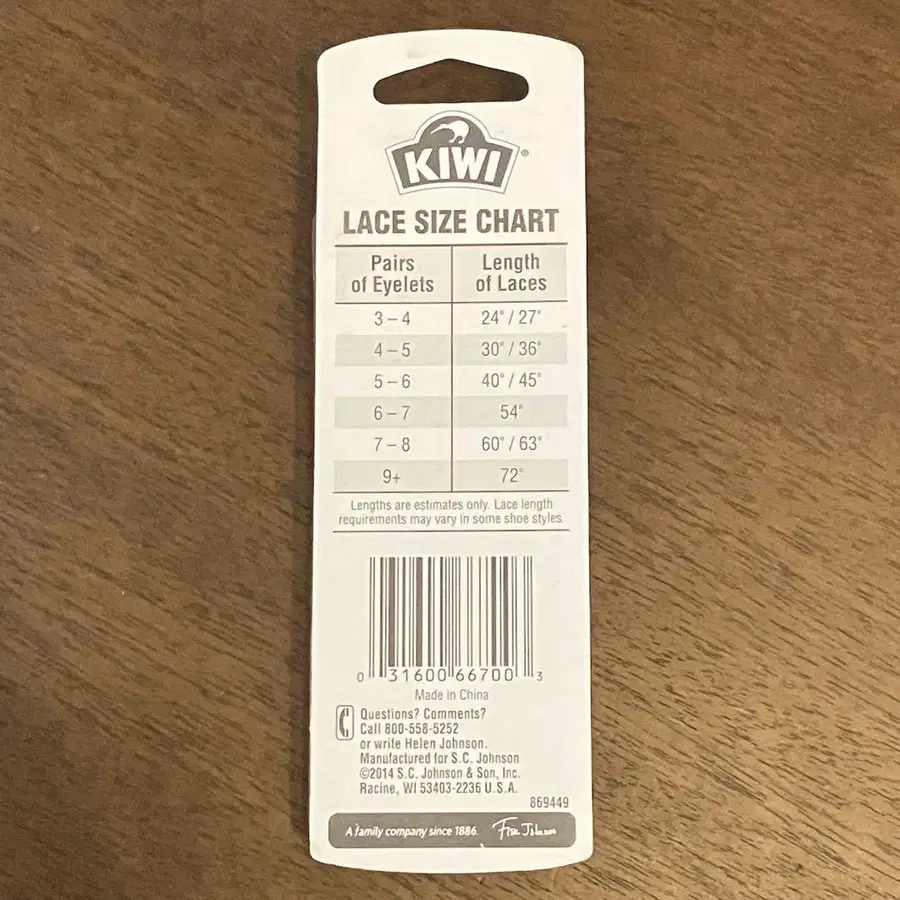 KIWI®
LACE SIZE CHART
Pairs of Eyelets Length of Laces
3 – 4 24" / 27"
4 – 5 30" / 36"
5 – 6 40" / 45"
6 – 7 54"
7 – 8 60" / 63"
9+ 72"
Lengths are estimates only. Lace length
requirements may vary in some shoe styles.
0 31600 66700 3
Made in China
Questions? Comments?
Call 800-558-5252
or write Helen Johnson.
Manufactured for S.C. Johnson
©2014 S.C. Johnson & Son, Inc.
Racine, WI 53403-2236 U.S.A.
869449
A family company since 1886. Fisk Johnson